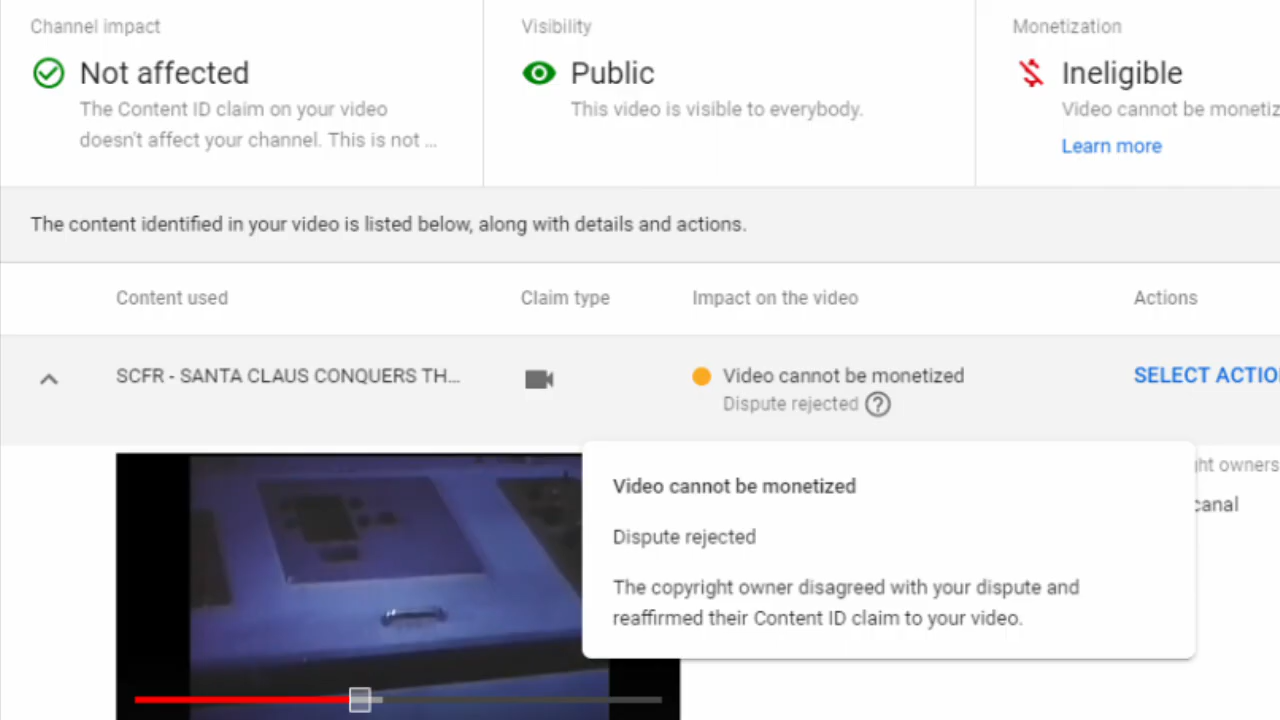 Channel impact
Not affected
The Content ID claim on your video
doesn't affect your channel. This is not ...
Visibility
Public
This video is visible to everybody.
Monetization
Ineligible
Video cannot be monetiz
Learn more
The content identified in your video is listed below, along with details and actions.
Content used
Claim type
Impact on the video
Actions
SCFR - SANTA CLAUS CONQUERS TH...
Video cannot be monetized
Dispute rejected
SELECT ACTIO
Video cannot be monetized
Dispute rejected
The copyright owner disagreed with your dispute and
reaffirmed their Content ID claim to your video.
ght owners
canal